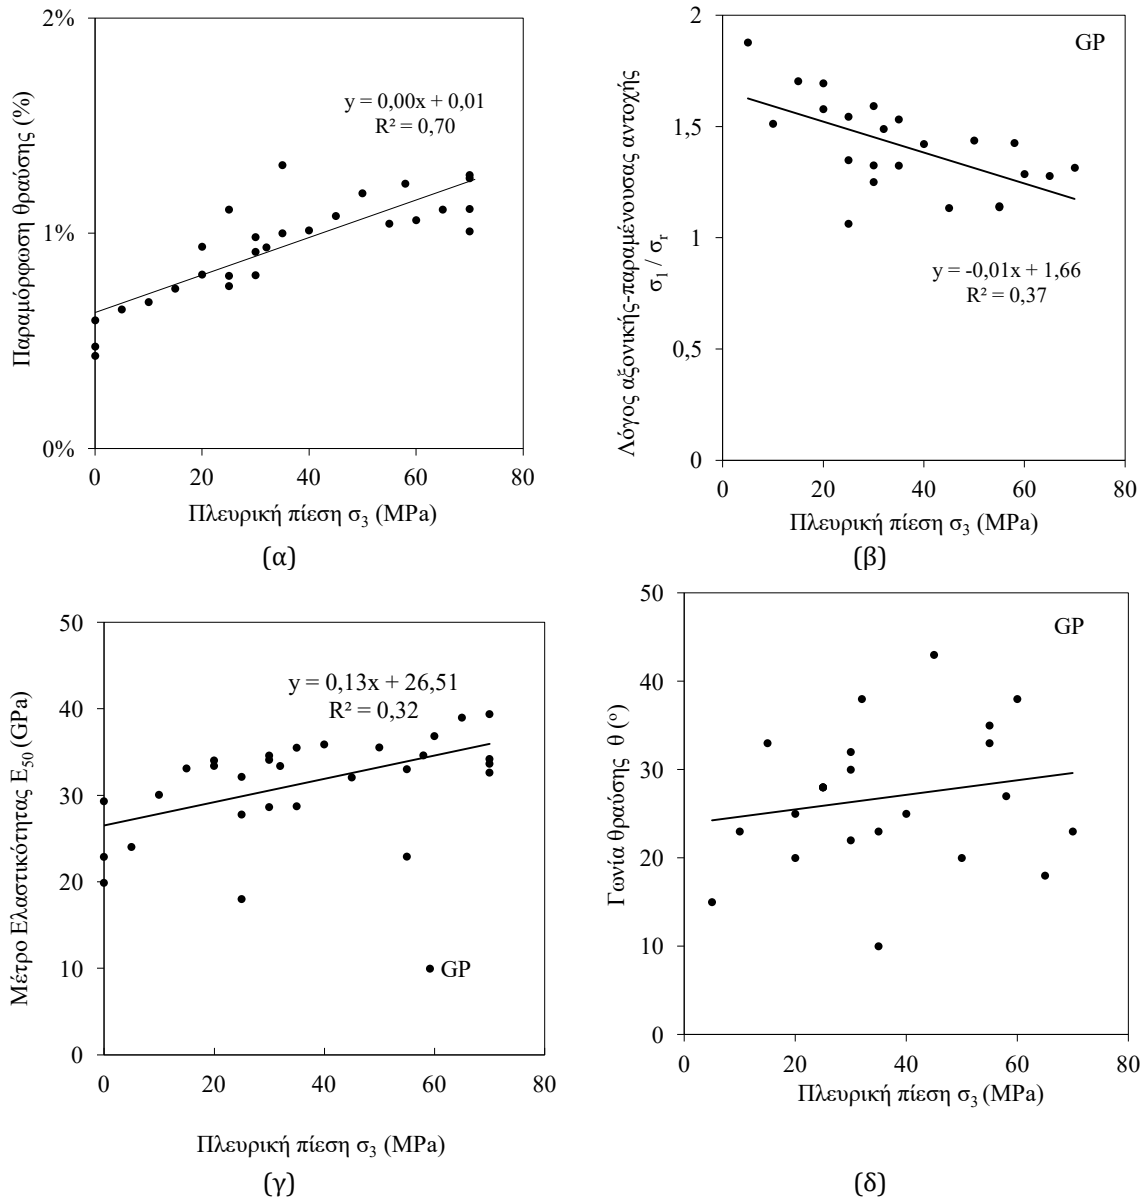 2%
1%
0%
0
20
40
60
80
Παραμόρφωση θραύσης (%)
y = 0,00x + 0,01
R² = 0,70
Πλευρική πίεση σ₃ (MPa)
(α)
2
1,5
1
0,5
0
0
20
40
60
80
Λόγος αξονικής-παραμένουσας αντοχής
σ₁ / σᵣ
GP
y = -0,01x + 1,66
R² = 0,37
Πλευρική πίεση σ₃ (MPa)
(β)
50
40
30
20
10
0
0
20
40
60
80
Μέτρο Ελαστικότητας E₅₀ (GPa)
y = 0,13x + 26,51
R² = 0,32
GP
Πλευρική πίεση σ₃ (MPa)
(γ)
50
40
30
20
10
0
0
20
40
60
80
Γωνία θραύσης θ (°)
GP
Πλευρική πίεση σ₃ (MPa)
(δ)